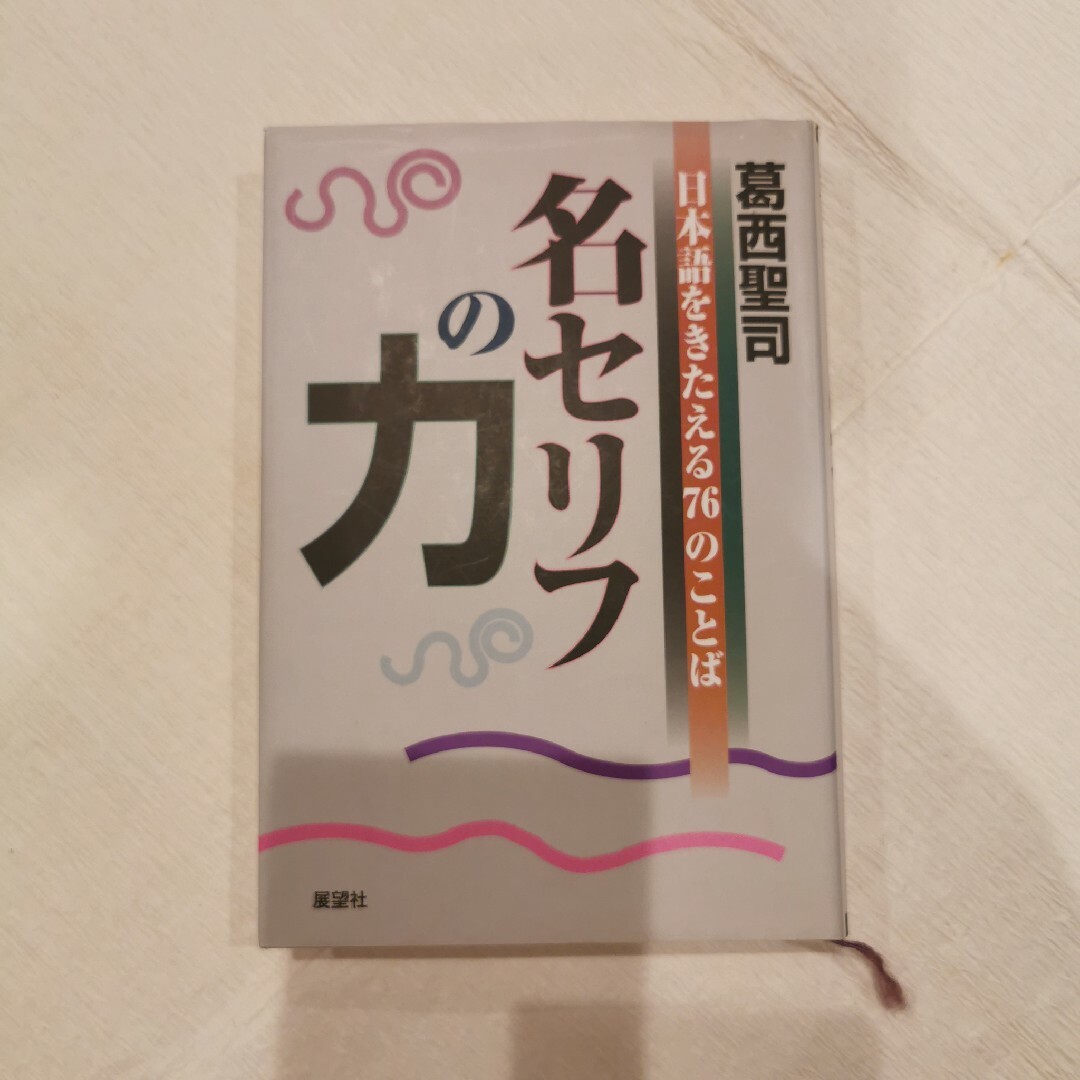 葛西聖司
日本語をきたえる76のことば
名セリフ
の
力
展望社